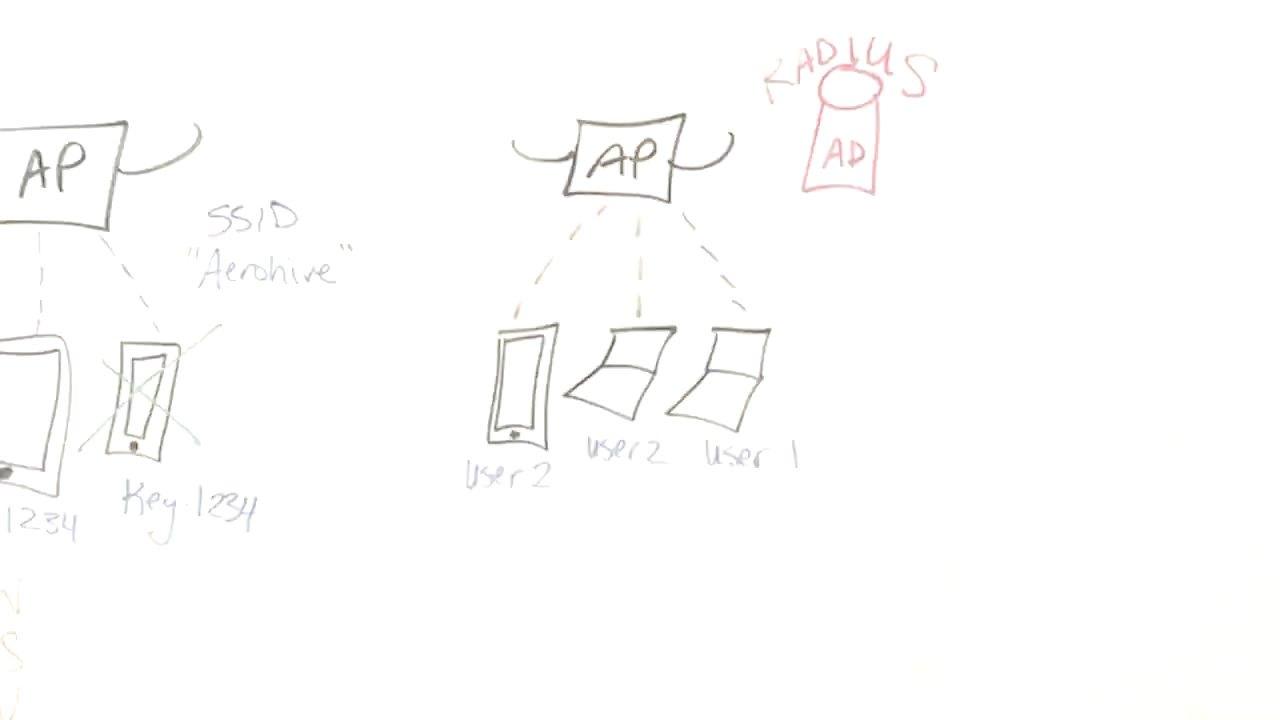 RADIUS
AP
AP
AD
SSID
"Aerohive"
user 2
user 1
user 2
Key 1234
1234
V
S
V